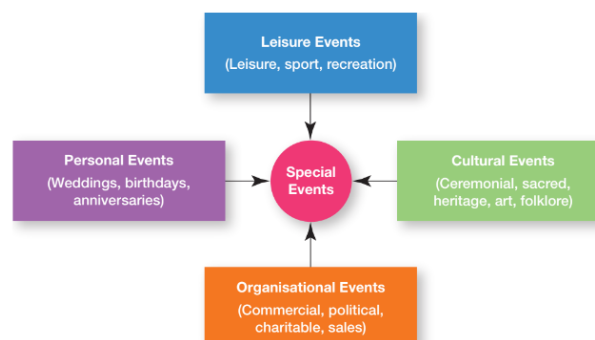 Leisure Events
(Leisure, sport, recreation)
Personal Events
(Weddings, birthdays,
anniversaries)
Special
Events
Cultural Events
(Ceremonial, sacred,
heritage, art, folklore)
Organisational Events
(Commercial, political,
charitable, sales)